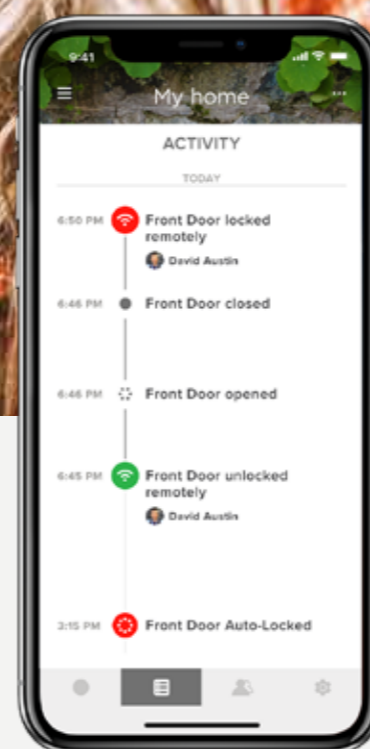 9:41
My home
ACTIVITY
TODAY
6:50 PM Front Door locked
remotely
David Austin
6:46 PM Front Door closed
6:46 PM Front Door opened
6:45 PM Front Door unlocked
remotely
David Austin
3:15 PM Front Door Auto-Locked